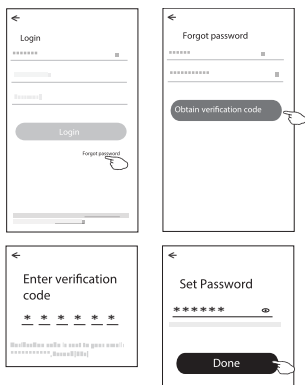 Login
Login
Forgot password
Forgot password
Obtain verification code
Enter verification
code
* * * * * *
Set Password
******
Done